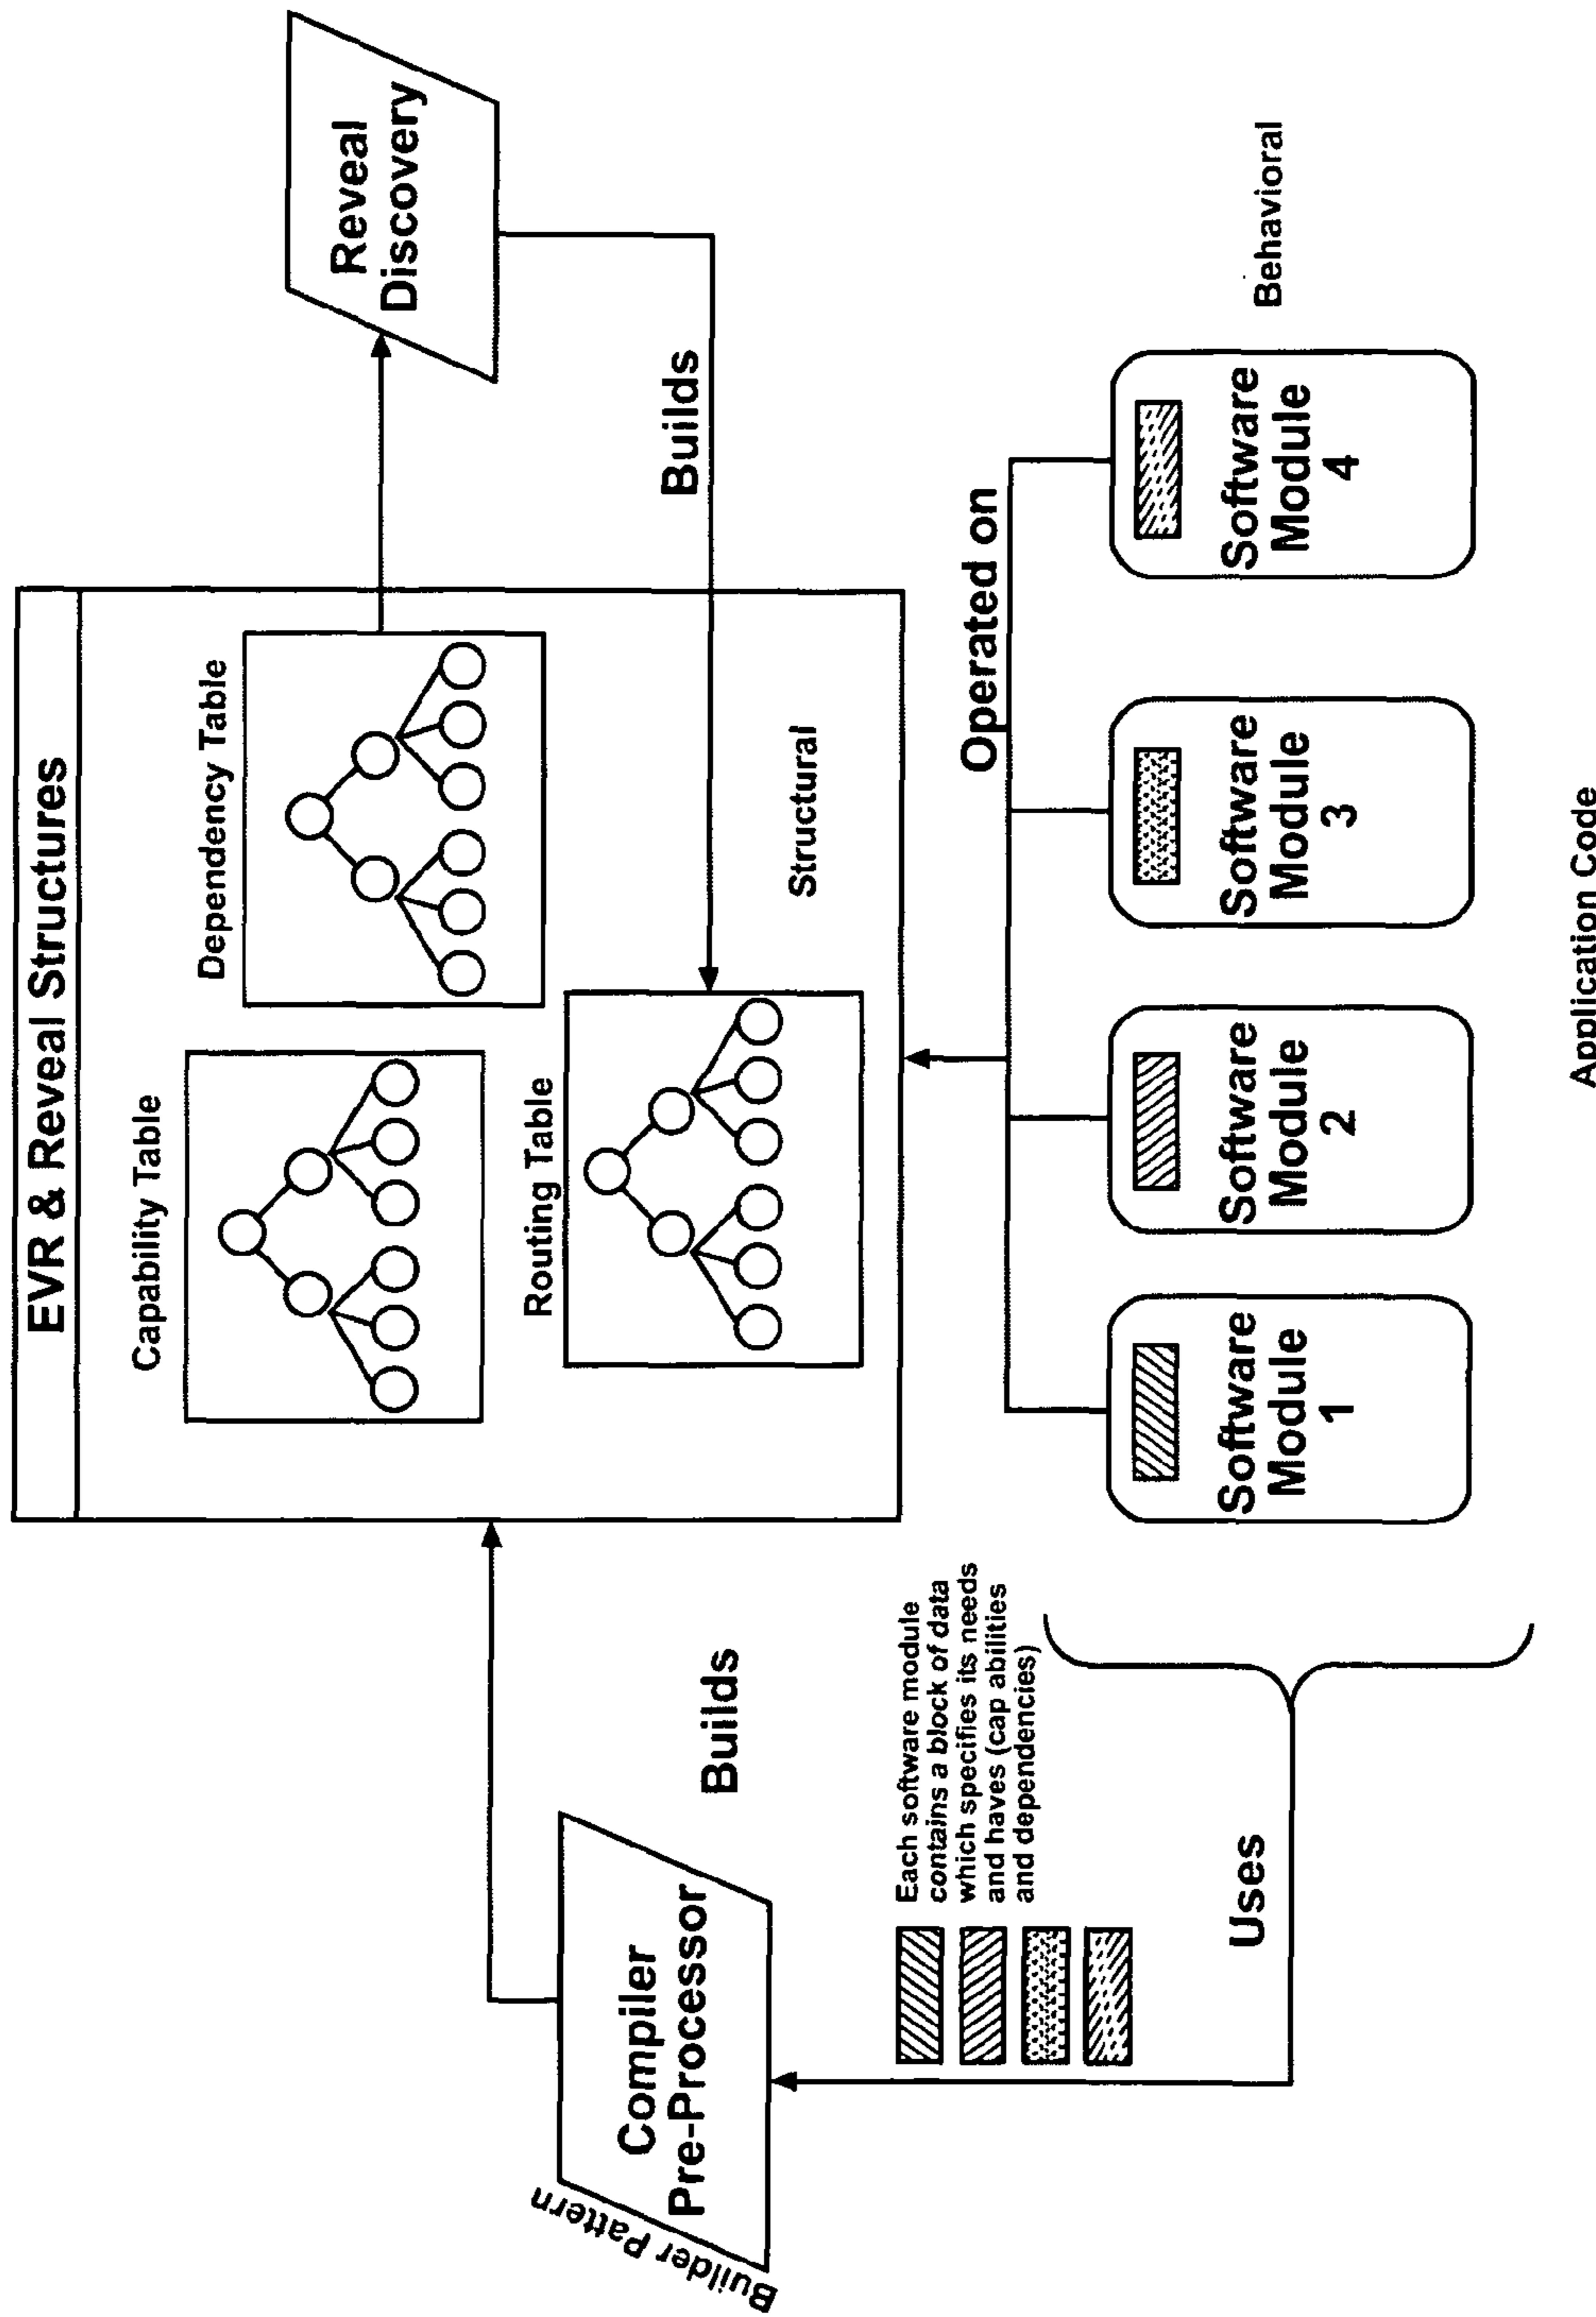 EVR & Reveal Structures
Capability Table
Dependency Table
Routing Table
Structural
Reveal
Discovery
Builds
Builder Pattern
Compiler
Pre-Processor
Builds
Each software module
contains a block of data
which specifies its needs
and haves (cap abilities
and dependencies)
Uses
Operated on
Software
Module
1
Software
Module
2
Software
Module
3
Software
Module
4
Behavioral
Application Code